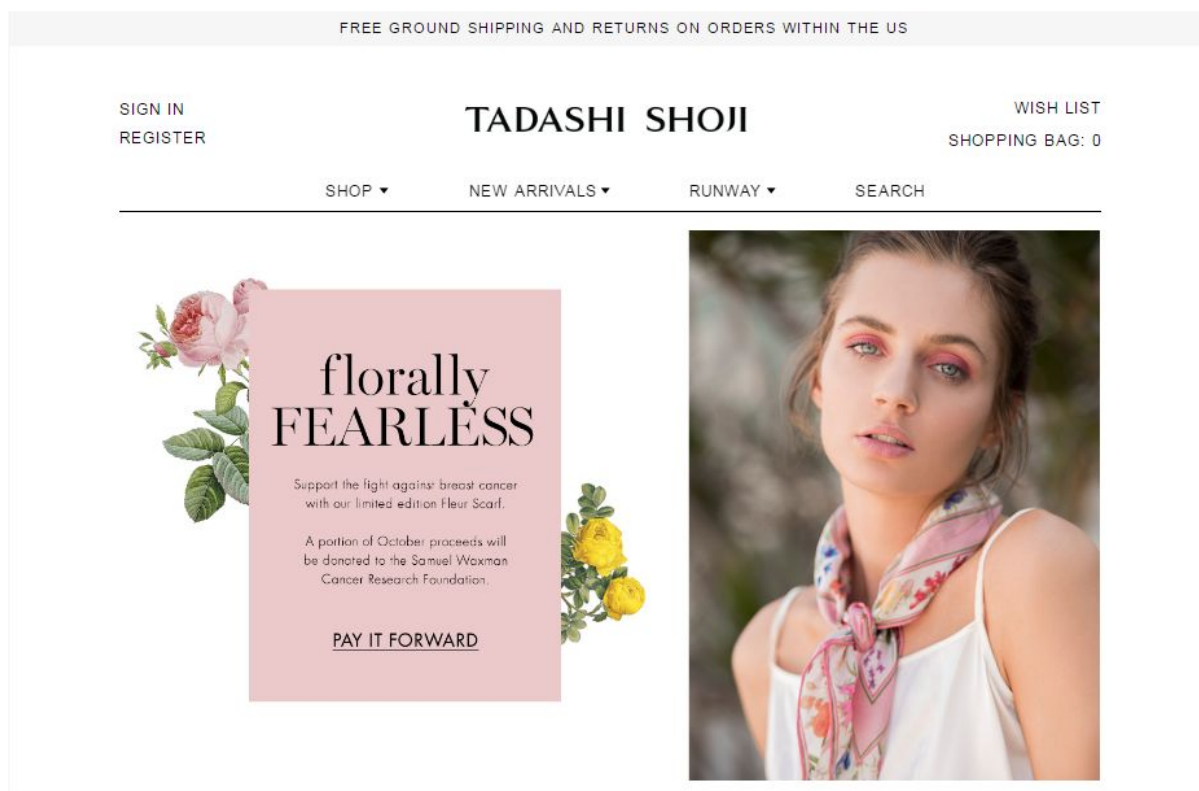 FREE GROUND SHIPPING AND RETURNS ON ORDERS WITHIN THE US
SIGN IN
REGISTER
TADASHI SHOJI
WISH LIST
SHOPPING BAG: 0
SHOP ▾
NEW ARRIVALS ▾
RUNWAY ▾
SEARCH
florally
FEARLESS
Support the fight against breast cancer
with our limited edition Fleur Scarf.
A portion of October proceeds will
be donated to the Samuel Waxman
Cancer Research Foundation.
PAY IT FORWARD